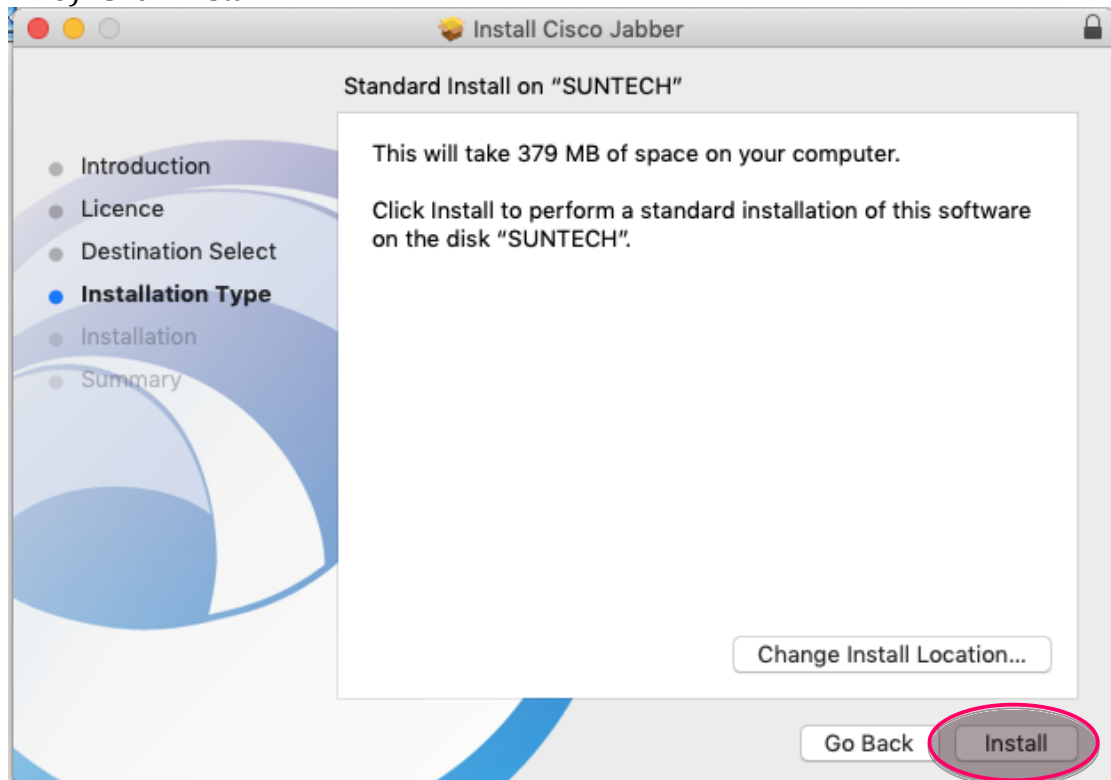 Install Cisco Jabber
Standard Install on “SUNTECH”
Introduction
Licence
Destination Select
Installation Type
Installation
Summary
This will take 379 MB of space on your computer.
Click Install to perform a standard installation of this software
on the disk “SUNTECH”.
Change Install Location...
Go Back
Install